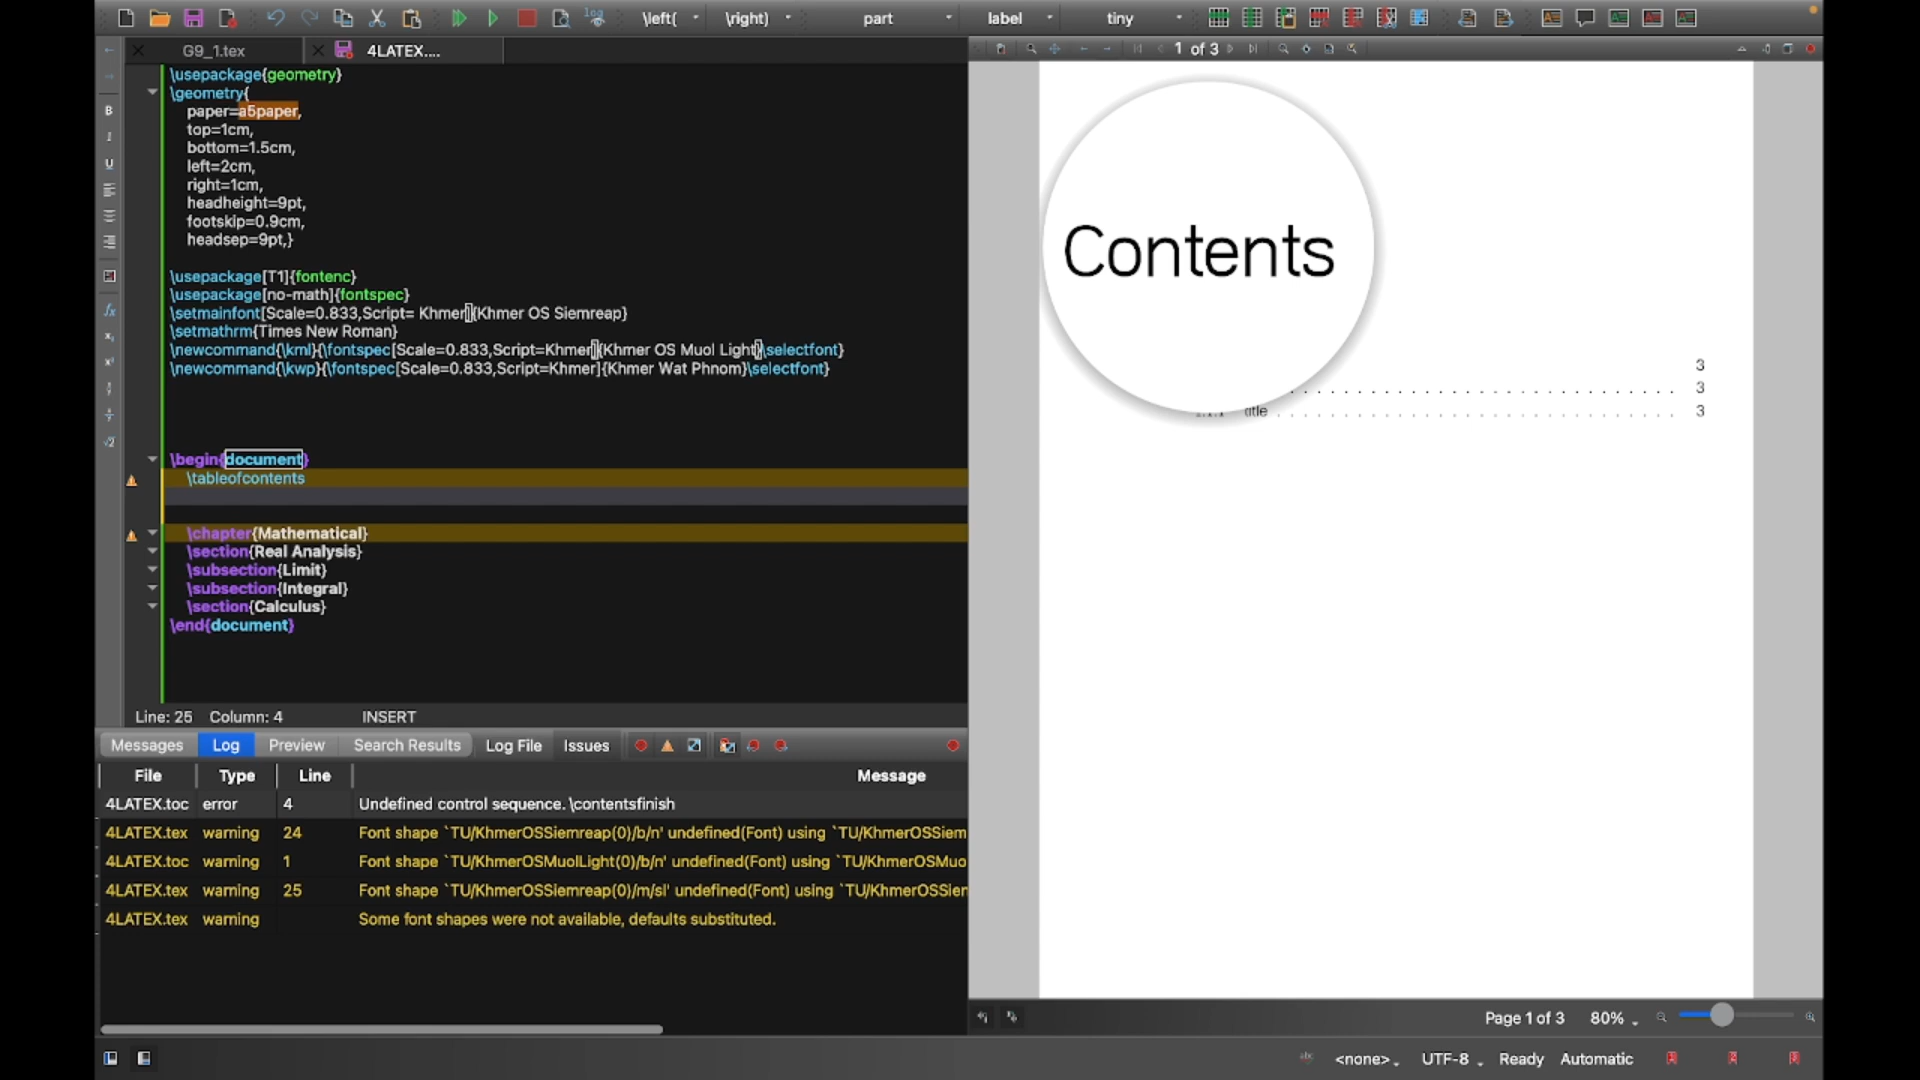 \left( \right) part label tiny
G9_1.tex 4LATEX....
1 of 3
\usepackage{geometry}
\geometry{
paper=a5paper,
top=1cm,
bottom=1.5cm,
left=2cm,
right=1cm,
headheight=9pt,
footskip=0.9cm,
headsep=9pt,}
\usepackage[T1]{fontenc}
\usepackage[no-math]{fontspec}
\setmainfont[Scale=0.833,Script= Khmer]{Khmer OS Siemreap}
\setmathrm{Times New Roman}
\newcommand{\kml}{\fontspec[Scale=0.833,Script=Khmer]{Khmer OS Muol Light}\selectfont}
\newcommand{\kwp}{\fontspec[Scale=0.833,Script=Khmer]{Khmer Wat Phnom}\selectfont}
\begin{document}
\tableofcontents
\chapter{Mathematical}
\section{Real Analysis}
\subsection{Limit}
\subsection{Integral}
\section{Calculus}
\end{document}
Line: 25 Column: 4 INSERT
Messages Log Preview Search Results Log File Issues
File Type Line Message
4LATEX.toc error 4 Undefined control sequence. \contentsfinish
4LATEX.tex warning 24 Font shape `TU/KhmerOSSiemreap(0)/b/n' undefined(Font) using `TU/KhmerOSSiem
4LATEX.toc warning 1 Font shape `TU/KhmerOSMuolLight(0)/b/n' undefined(Font) using `TU/KhmerOSMuo
4LATEX.tex warning 25 Font shape `TU/KhmerOSSiemreap(0)/m/sl' undefined(Font) using `TU/KhmerOSSien
4LATEX.tex warning Some font shapes were not available, defaults substituted.
Contents
3
3
3
Page 1 of 3 80%
<none> UTF-8 Ready Automatic